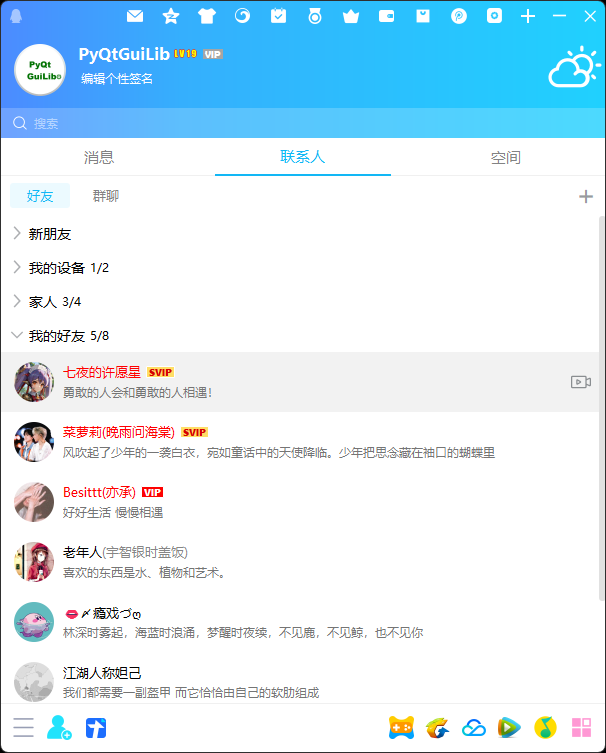 PyQt
GuiLib
PyQtGuiLib LV19 VIP
编辑个性签名
搜索
消息 联系人 空间
好友 群聊
新朋友
我的设备 1/2
家人 3/4
我的好友 5/8
七夜的许愿星 SVIP
勇敢的人会和勇敢的人相遇！
菜萝莉(晚雨问海棠) SVIP
风吹起了少年的一袭白衣，宛如童话中的天使降临。少年把思念藏在袖口的蝴蝶里
Besittt(亦承) VIP
好好生活 慢慢相遇
老年人(宇智银时盖饭)
喜欢的东西是水、植物和艺术。
👄〆瘾戏づღ
林深时雾起，海蓝时浪涌，梦醒时夜续，不见鹿，不见鲸，也不见你
江湖人称妲己
我们都需要一副盔甲 而它恰恰由自己的软肋组成